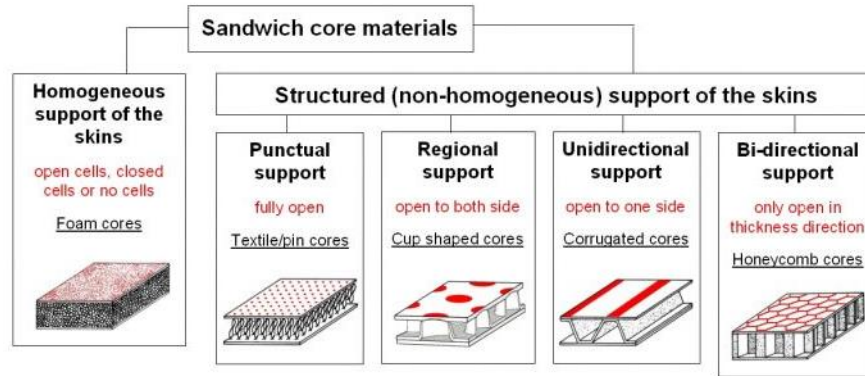 Sandwich core materials
Homogeneous
support of the
skins
open cells, closed
cells or no cells
Foam cores
Structured (non-homogeneous) support of the skins
Punctual
support
fully open
Textile/pin cores
Regional
support
open to both side
Cup shaped cores
Unidirectional
support
open to one side
Corrugated cores
Bi-directional
support
only open in
thickness direction
Honeycomb cores